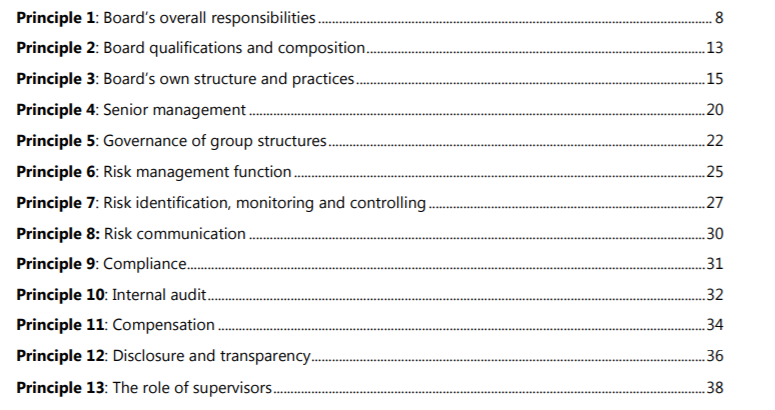 Principle 1: Board's overall responsibilities ........ 8
Principle 2: Board qualifications and composition ........ 13
Principle 3: Board's own structure and practices ........ 15
Principle 4: Senior management ........ 20
Principle 5: Governance of group structures ........ 22
Principle 6: Risk management function ........ 25
Principle 7: Risk identification, monitoring and controlling ........ 27
Principle 8: Risk communication ........ 30
Principle 9: Compliance ........ 31
Principle 10: Internal audit ........ 32
Principle 11: Compensation ........ 34
Principle 12: Disclosure and transparency ........ 36
Principle 13: The role of supervisors ........ 38